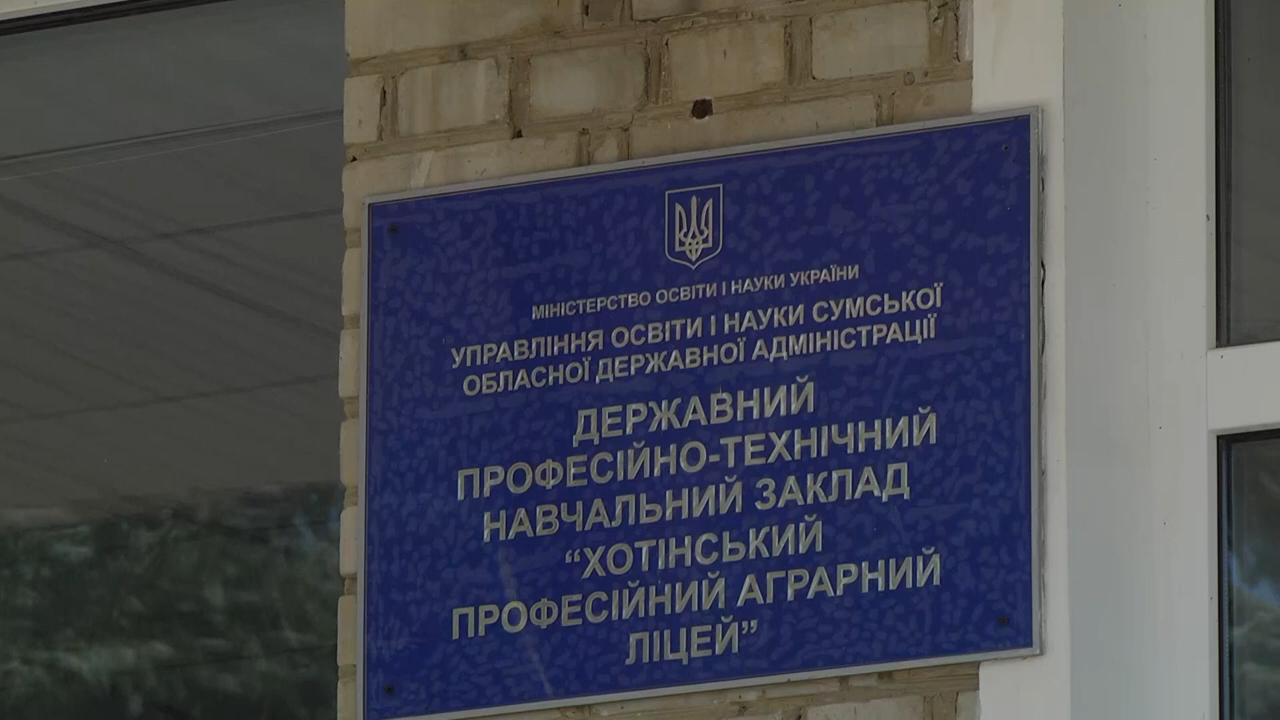 МІНІСТЕРСТВО ОСВІТИ І НАУКИ УКРАЇНИ
УПРАВЛІННЯ ОСВІТИ І НАУКИ СУМСЬКОЇ
ОБЛАСНОЇ ДЕРЖАВНОЇ АДМІНІСТРАЦІЇ
ДЕРЖАВНИЙ
ПРОФЕСІЙНО-ТЕХНІЧНИЙ
НАВЧАЛЬНИЙ ЗАКЛАД
“ХОТІНСЬКИЙ
ПРОФЕСІЙНИЙ АГРАРНИЙ
ЛІЦЕЙ”